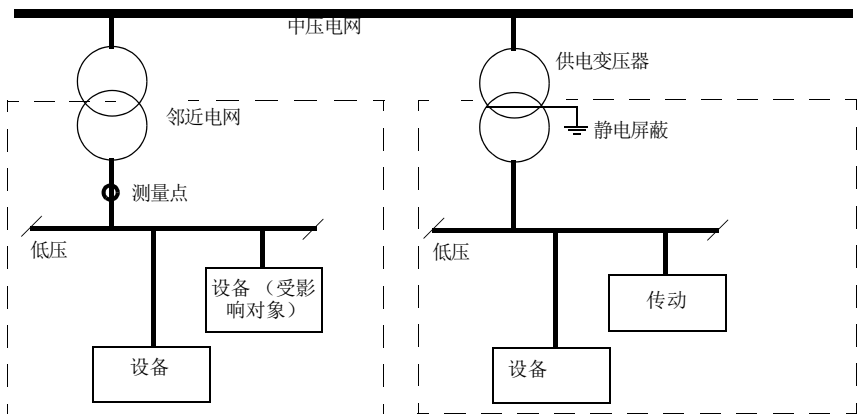 中压电网
供电变压器
邻近电网
静电屏蔽
测量点
低压
低压
设备（受影
响对象）
传动
设备
设备